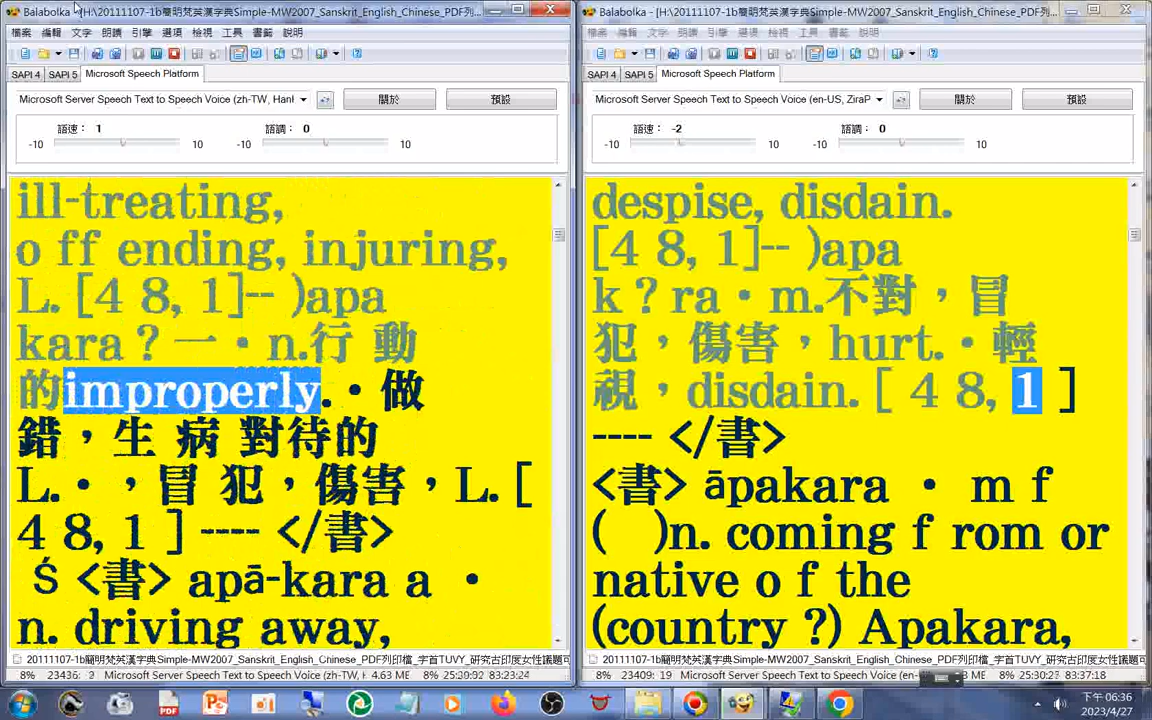 Balabolka - [H:\20111107-1b簡明梵英漢字典Simple-MW2007_Sanskrit_English_Chinese_PDF列...
檔案 編輯 文字 朗讀 引擎 選項 檢視 工具 書籤 說明
SAPI 4 SAPI 5 Microsoft Speech Platform
Microsoft Server Speech Text to Speech Voice (zh-TW, Hanl
關於 預設
語速： 1 語調： 0
-10 10 -10 10
ill-treating,
o ff ending, injuring,
L. [4 8, 1]-- )apa
kara？一・n.行 動
的improperly.・做
錯，生 病 對待的
L.・，冒 犯，傷害，L. [
4 8, 1 ] --- </書>
Ś <書> apā-kara a ・
n. driving away,
20111107-1b簡明梵英漢字典Simple-MW2007_Sanskrit_English_Chinese_PDF列印檔_字首TUVY_研究古印度女性議題可
8% 23436: 2 Microsoft Server Speech Text to Speech Voice (zh-TW, H 4.63 ME 8% 25:30:92 83:23:24
Balabolka - [H:\20111107-1b簡明梵英漢字典Simple-MW2007_Sanskrit_English_Chinese_PDF列...
檔案 編輯 文字 朗讀 引擎 選項 檢視 工具 書籤 說明
SAPI 4 SAPI 5 Microsoft Speech Platform
Microsoft Server Speech Text to Speech Voice (en-US, ZiraP
關於 預設
語速： -2 語調： 0
-10 10 -10 10
despise, disdain.
[4 8, 1]-- )apa
k？ra・m.不對，冒
犯，傷害，hurt.・輕
視，disdain. [ 4 8, 1 ]
---- </書>
<書> āpakara ・ m f
( )n. coming f rom or
native o f the
(country ?) Apakara,
20111107-1b簡明梵英漢字典Simple-MW2007_Sanskrit_English_Chinese_PDF列印檔_字首TUVY_研究古印度女性議題可
8% 23409: 19 Microsoft Server Speech Text to Speech Voice (en-US, 8% 25:30:27 83:37:18
下午 06:36
2023/4/27